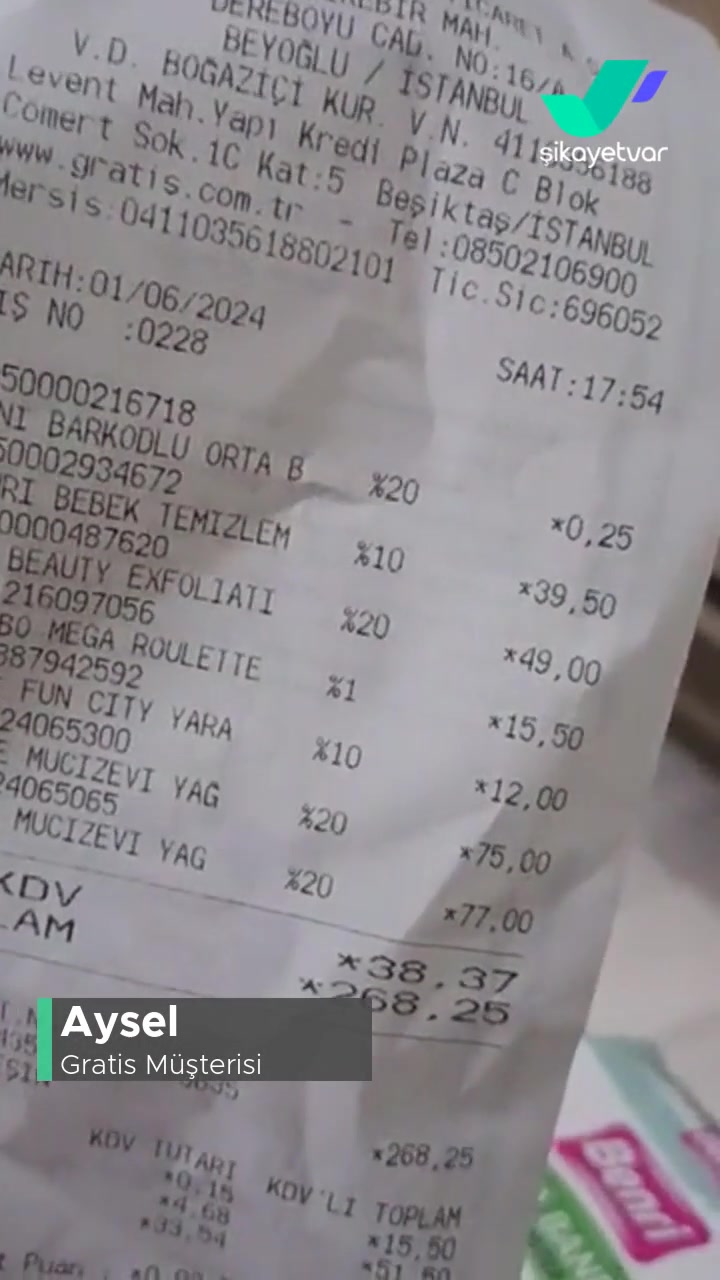 DEREBOYU CAD. NO:16/A
BEYOĞLU / İSTANBUL
V.D. BOĞAZİÇİ KUR. V.N.
Levent Mah.Yapı Kredi Plaza C Blok
Comert Sok.1C Kat:5 Beşiktaş/İSTANBUL
www.gratis.com.tr - Tel:08502106900
Mersis:0411035618802101 Tic.Sic:696052
ARIH:01/06/2024
İŞ NO :0228
SAAT:17:54
50000216718
NI BARKODLU ORTA B %20 *0,25
50002934672
RI BEBEK TEMIZLEM %10 *39,50
0000487620
BEAUTY EXFOLIATI %20 *49,00
216097056
BO MEGA ROULETTE %1 *15,50
887942592
FUN CITY YARA %10 *12,00
24065300
E MUCIZEVI YAG %20 *75,00
24065065
MUCIZEVI YAG %20 *77,00
KDV *38,37
LAM *268,25
*268,25
KDV TUTARI KDV'LI TOPLAM
*0,15 *15,50
*4,68 *51,50
*33,54
Puan
şikayetvar
Aysel
Gratis Müşterisi
Benri
BAN